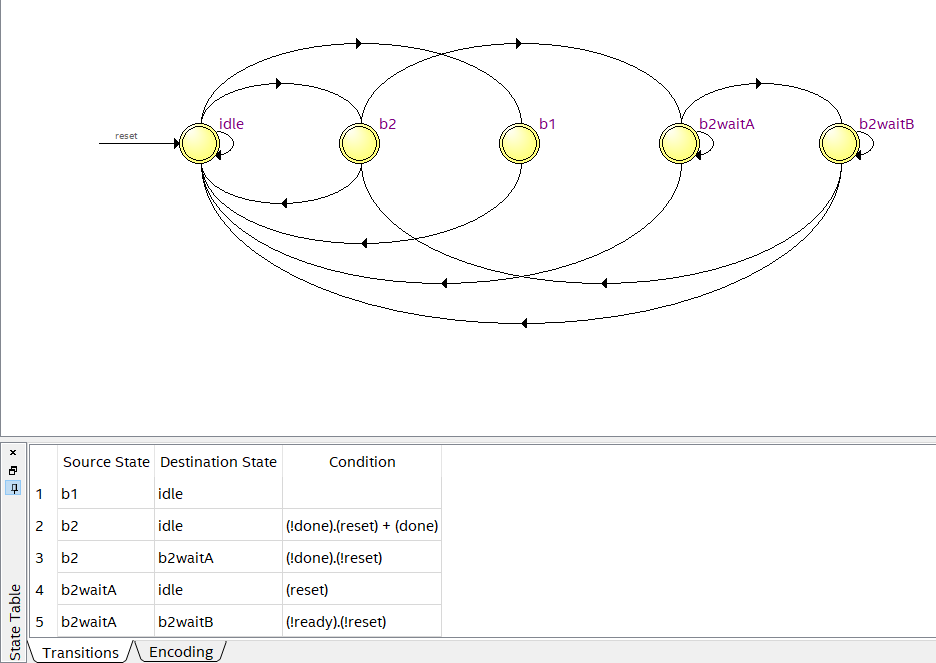 reset
idle
b2
b1
b2waitA
b2waitB
Source State Destination State Condition
1 b1 idle
2 b2 idle (!done).(reset) + (done)
3 b2 b2waitA (!done).(!reset)
4 b2waitA idle (reset)
5 b2waitA b2waitB (!ready).(!reset)
State Table
Transitions Encoding